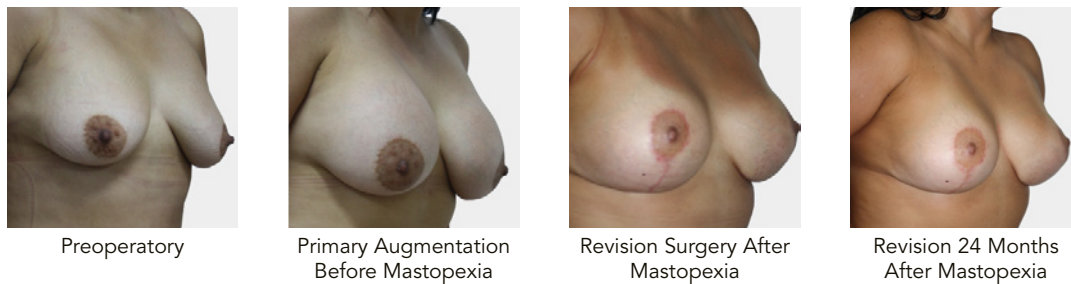 Preoperatory
Primary Augmentation
Before Mastopexia
Revision Surgery After
Mastopexia
Revision 24 Months
After Mastopexia